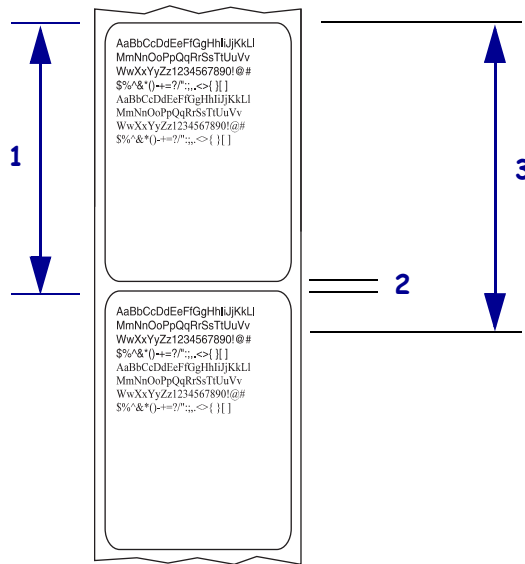 AaBbCcDdEeFfGgHhIiJjKkLl
MmNnOoPpQqRrSsTtUuVv
WwXxYyZz1234567890!@#
$%^&*()-+=?/":;,.<>{ }[ ]
AaBbCcDdEeFfGgHhIiJjKkLl
MmNnOoPpQqRrSsTtUuVv
WwXxYyZz1234567890!@#
$%^&*()-+=?/":;,.<>{ }[ ]
1
2
3
AaBbCcDdEeFfGgHhIiJjKkLl
MmNnOoPpQqRrSsTtUuVv
WwXxYyZz1234567890!@#
$%^&*()-+=?/":;,.<>{ }[ ]
AaBbCcDdEeFfGgHhIiJjKkLl
MmNnOoPpQqRrSsTtUuVv
WwXxYyZz1234567890!@#
$%^&*()-+=?/":;,.<>{ }[ ]